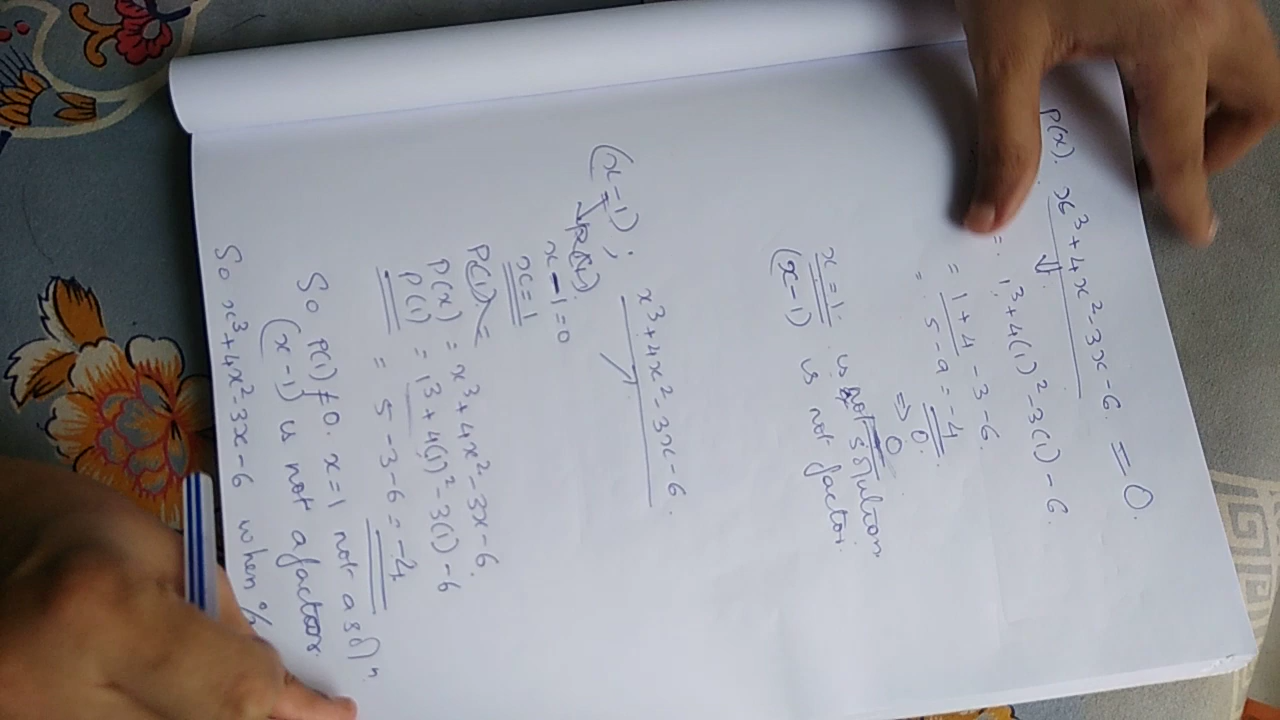 P(x). x³ + 4x² - 3x - 6 = 0.
= 1³ + 4(1)² - 3(1) - 6.
= 1 + 4 - 3 - 6.
= 5 - 9 = -4
⇒ 0.
x = 1. is not solution
(x - 1) is not factor.
(x - 1) ; x³ + 4x² - 3x - 6.
x - 1 = 0
x = 1
P(1) =
P(x) = x³ + 4x² - 3x - 6.
P(1) = 1³ + 4(1)² - 3(1) - 6
= 5 - 3 - 6 = -4
So P(1) ≠ 0. x = 1 not a solⁿ.
(x - 1) is not a factor.
So x³ + 4x² - 3x - 6 when